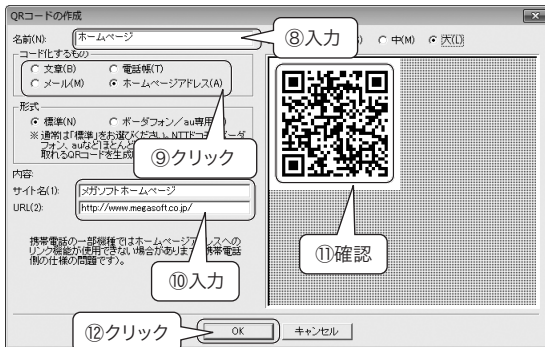 QRコードの作成
名前(N): ホームページ
⑧入力
中(M) 大(L)
コード化するもの
文章(B) 電話帳(T)
メール(M) ホームページアドレス(A)
形式
標準(N) ボーダフォン/au専用
※通常は「標準」をお選びください。NTTドコモ
フォン、auなどほとんど
取れるQRコードを生成
⑨クリック
内容:
サイト名(1): メガソフトホームページ
URL(2): http://www.megasoft.co.jp/
携帯電話の一部機種ではホームページアドレスへの
リンク機能が使用できない場合があります 携帯電話
側の仕様の問題です)。
⑩入力
⑪確認
⑫クリック
OK キャンセル